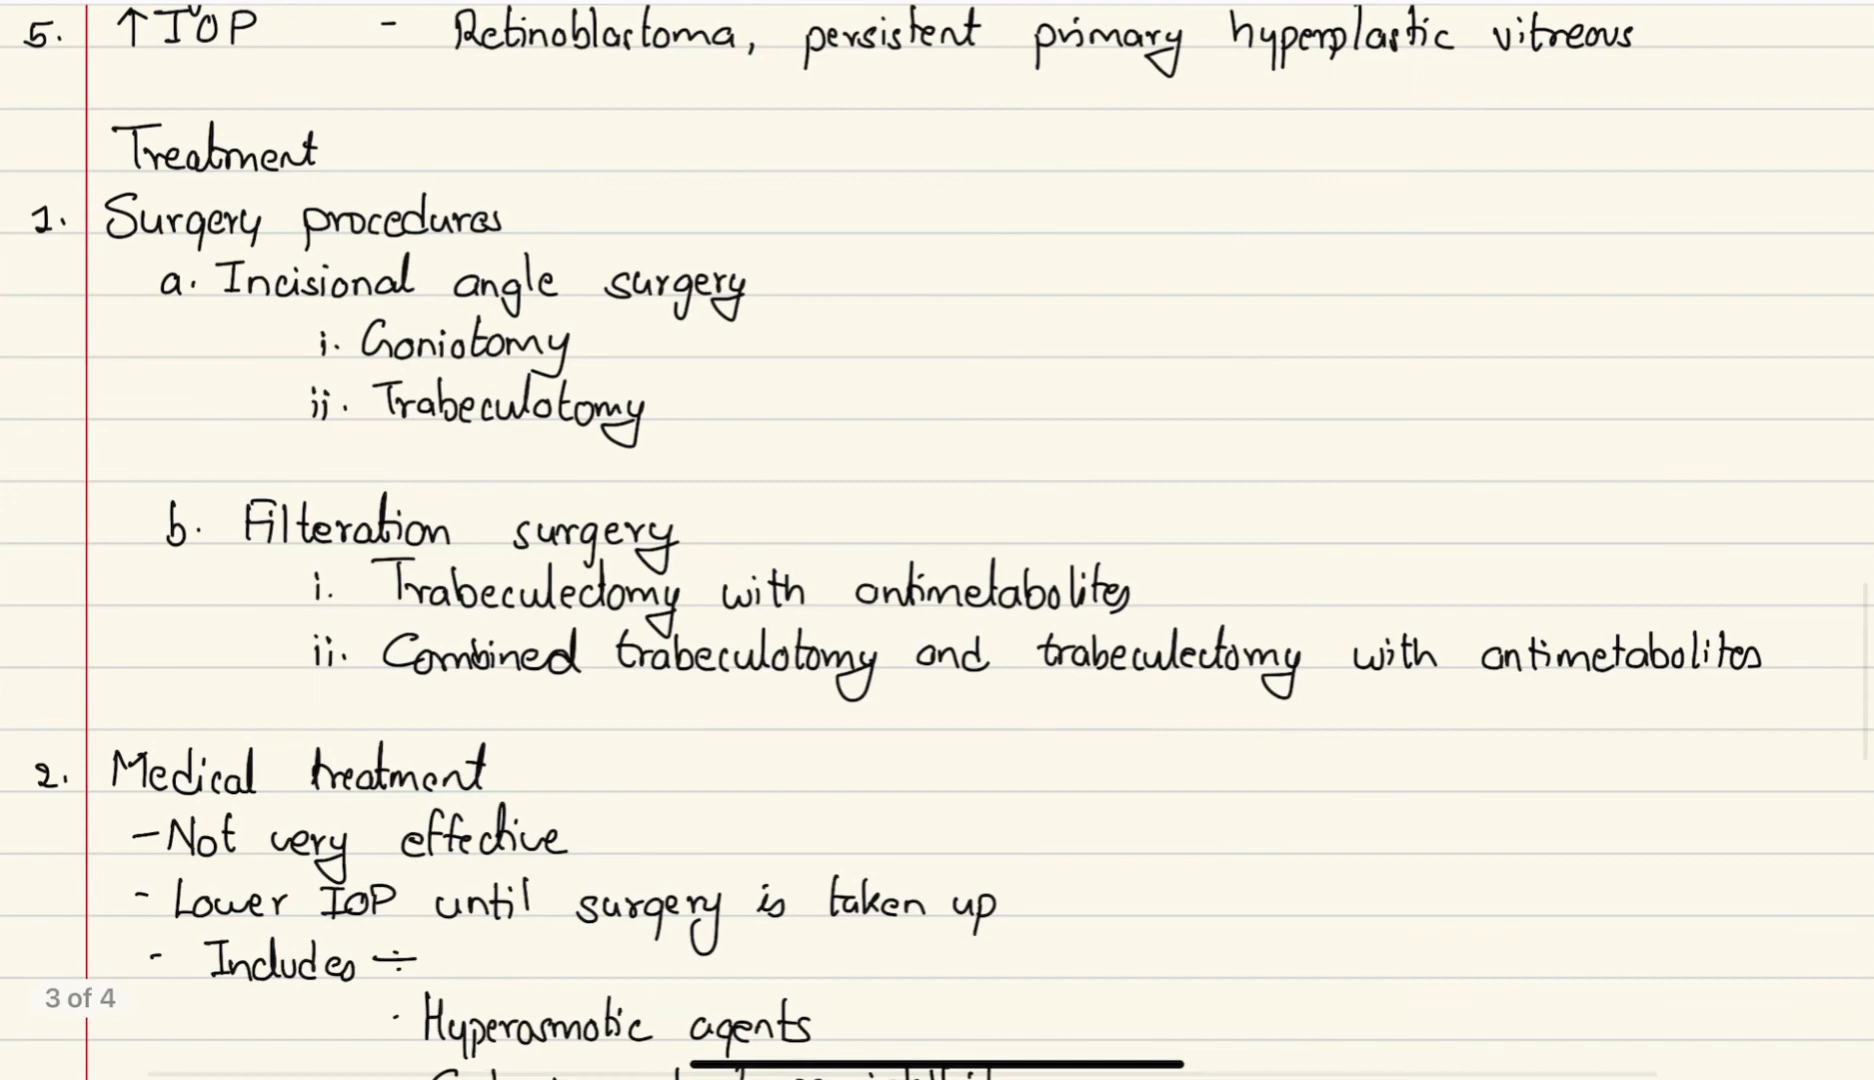 5. ↑IOP - Retinoblastoma, persistent primary hyperplastic vitreous
Treatment
1. Surgery procedures
a. Incisional angle surgery
i. Goniotomy
ii. Trabeculotomy
b. Filteration surgery
i. Trabeculectomy with antimetabolites
ii. Combined trabeculotomy and trabeculectomy with antimetabolites
2. Medical treatment
- Not very effective
- Lower IOP until surgery is taken up
- Includes ÷
3 of 4
· Hyperosmotic agents